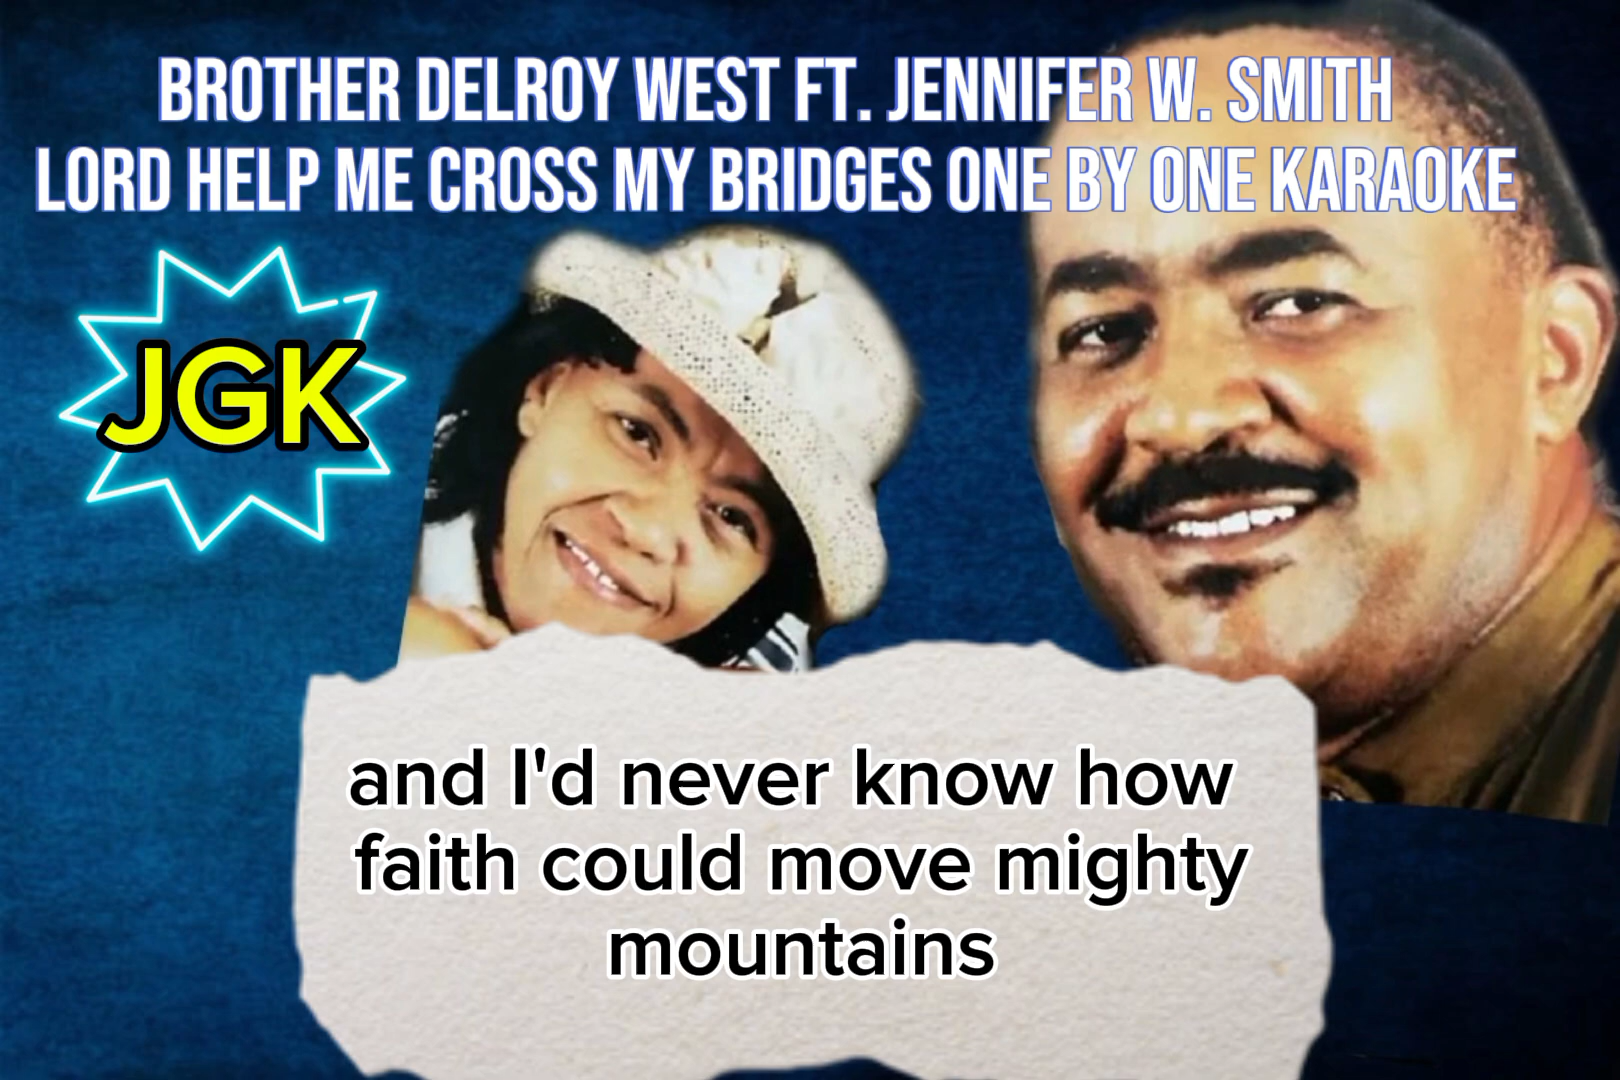 BROTHER DELROY WEST FT. JENNIFER W. SMITH
LORD HELP ME CROSS MY BRIDGES ONE BY ONE KARAOKE
JGK
and I'd never know how
faith could move mighty
mountains